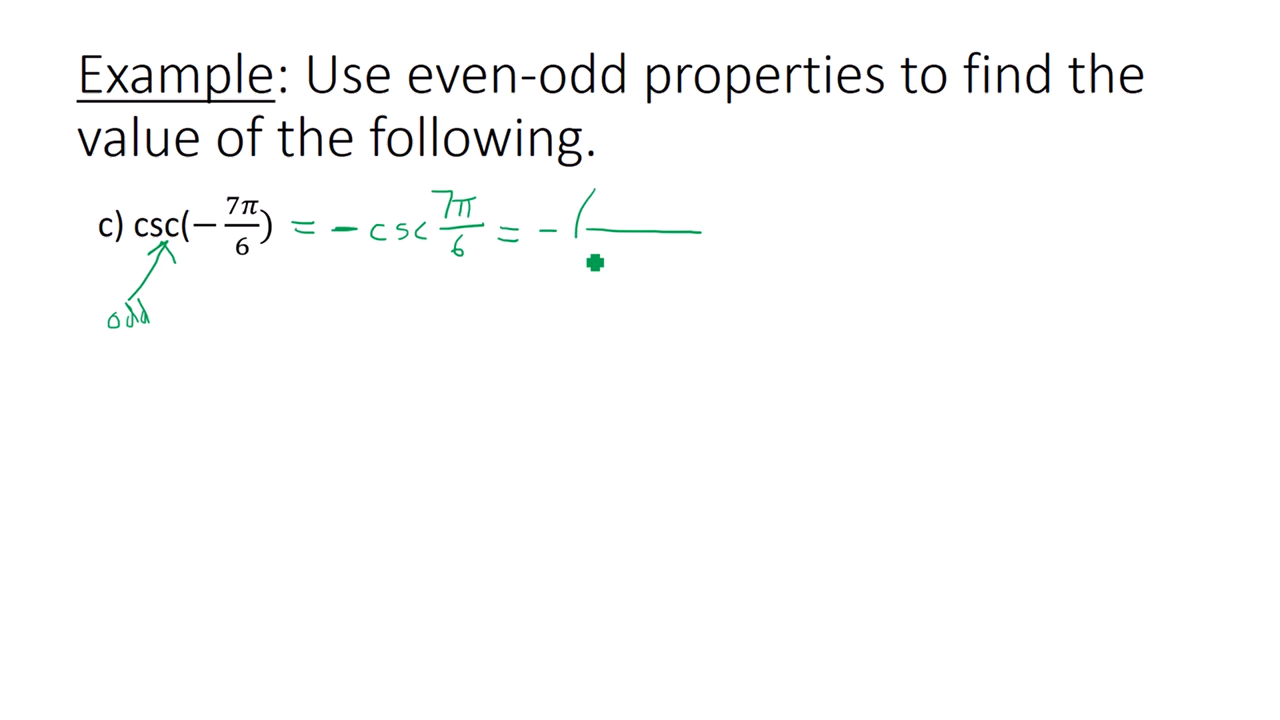 Example: Use even-odd properties to find the
value of the following.
c) csc(−7π/6) = - csc 7π/6 = - (
odd